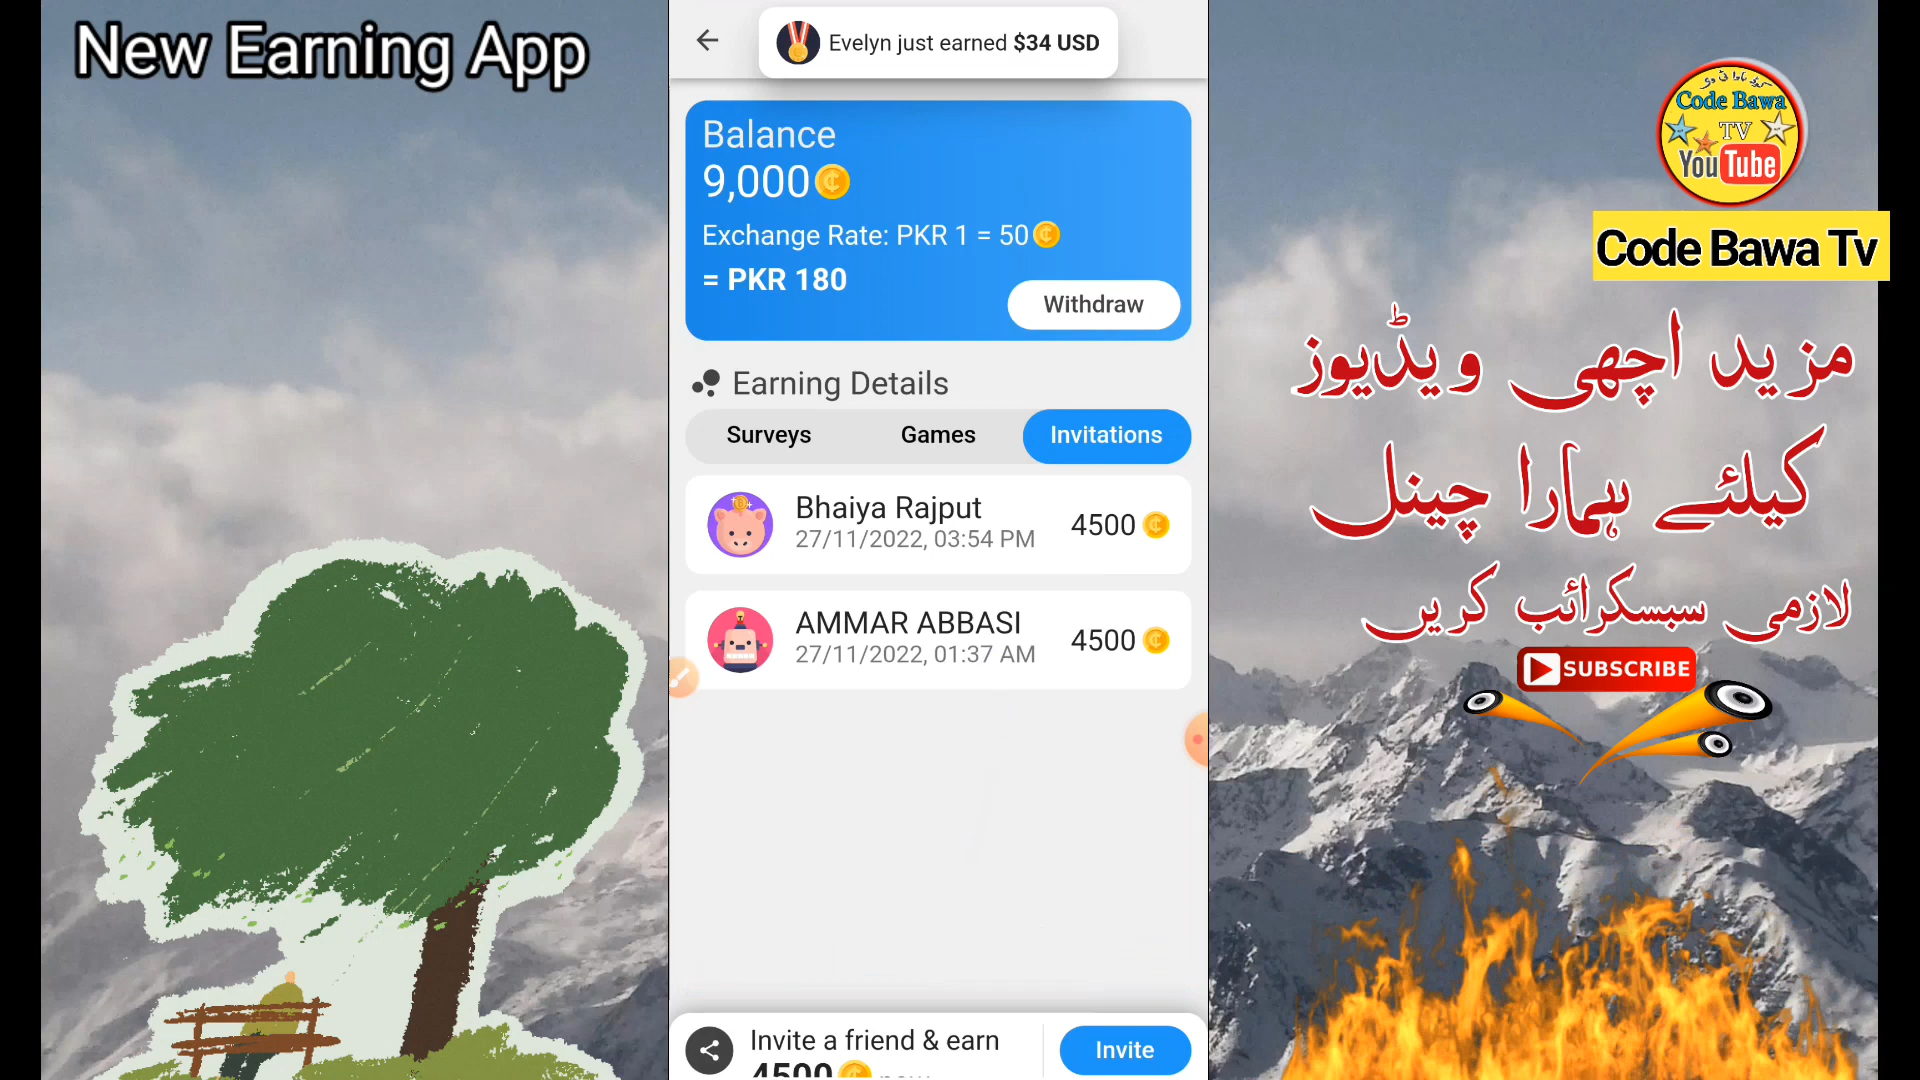 New Earning App
Evelyn just earned $34 USD
Balance
9,000
Exchange Rate: PKR 1 = 50
= PKR 180
Withdraw
Earning Details
Surveys
Games
Invitations
Bhaiya Rajput
27/11/2022, 03:54 PM
4500
AMMAR ABBASI
27/11/2022, 01:37 AM
4500
Invite a friend & earn
4500
Invite
Code Bawa
TV
YouTube
Code Bawa Tv
مزید اچھی ویڈیوز
کیلئے ہمارا چینل
لازمی سبسکرائب کریں
SUBSCRIBE